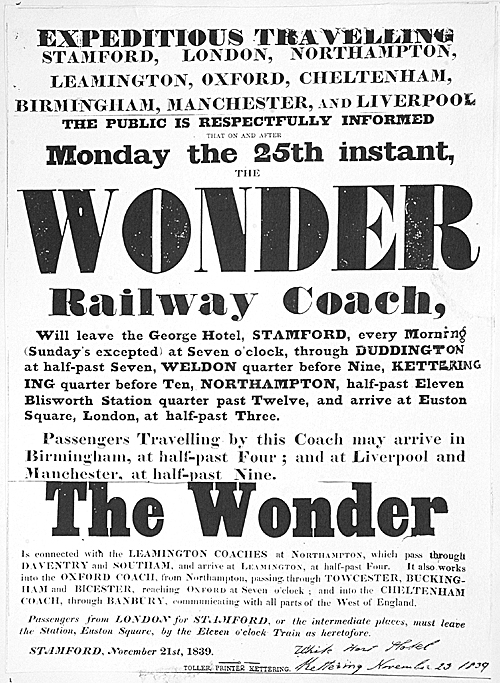 EXPEDITIOUS TRAVELLING
STAMFORD, LONDON, NORTHAMPTON,
LEAMINGTON, OXFORD, CHELTENHAM,
BIRMINGHAM, MANCHESTER, AND LIVERPOOL
THE PUBLIC IS RESPECTFULLY INFORMED
THAT ON AND AFTER
Monday the 25th instant,
THE
WONDER
Railway Coach,
Will leave the George Hotel, STAMFORD, every Morning
(Sunday's excepted) at Seven o'clock, through DUDDINGTON
at half-past Seven, WELDON quarter before Nine, KETTERING
ING quarter before Ten, NORTHAMPTON, half-past Eleven
Blisworth Station quarter past Twelve, and arrive at Euston
Square, London, at half-past Three.
Passengers Travelling by this Coach may arrive in
Birmingham, at half-past Four; and at Liverpool and
Manchester, at half-past Nine.
The Wonder
Is connected with the LEAMINGTON COACHES at NORTHAMPTON, which pass through
DAVENTRY and SOUTHAM, and arrive at LEAMINGTON, at half-past Four. It also works
into the OXFORD COACH, from Northampton, passing through TOWCESTER, BUCKING-
HAM and BICESTER, reaching OXFORD at Seven o'clock; and into the CHELTENHAM
COACH, through BANBURY, communicating with all parts of the West of England.
Passengers from LONDON for STAMFORD, or the intermediate places, must leave
the Station, Euston Square, by the Eleven o'clock Train as heretofore.
STAMFORD, November 21st, 1839.
White Hart Hotel
Kettering November 23 1839
TOLLER, PRINTER KETTERING.